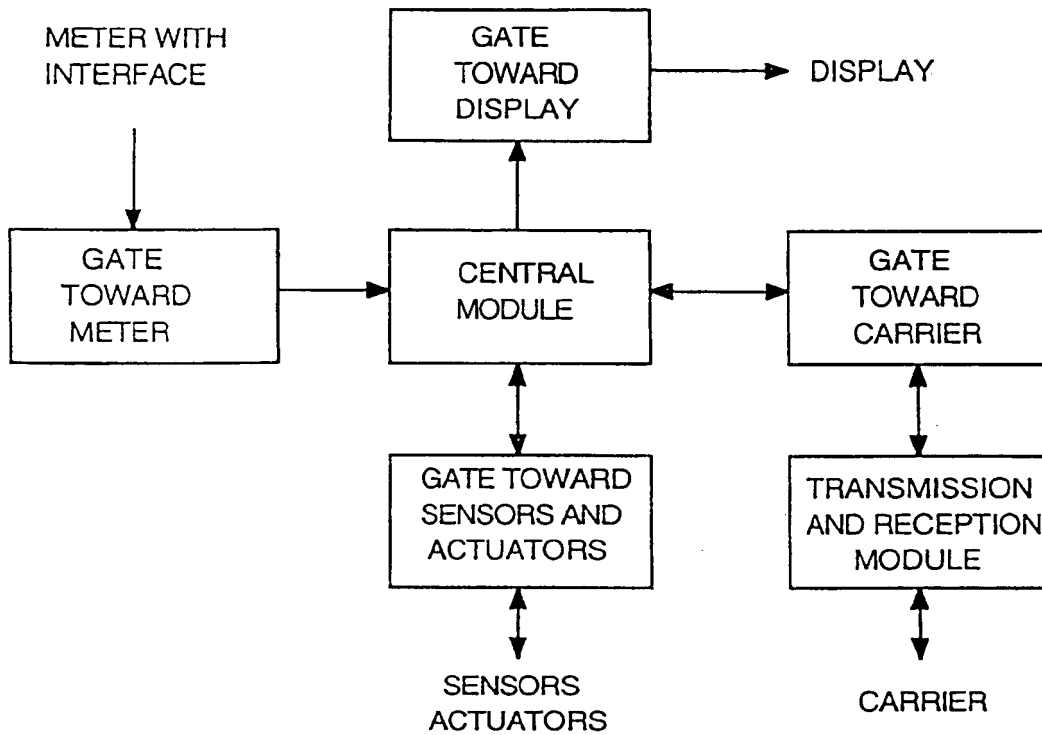 METER WITH
INTERFACE
GATE
TOWARD
DISPLAY
DISPLAY
GATE
TOWARD
METER
CENTRAL
MODULE
GATE
TOWARD
CARRIER
GATE TOWARD
SENSORS AND
ACTUATORS
TRANSMISSION
AND RECEPTION
MODULE
SENSORS
ACTUATORS
CARRIER